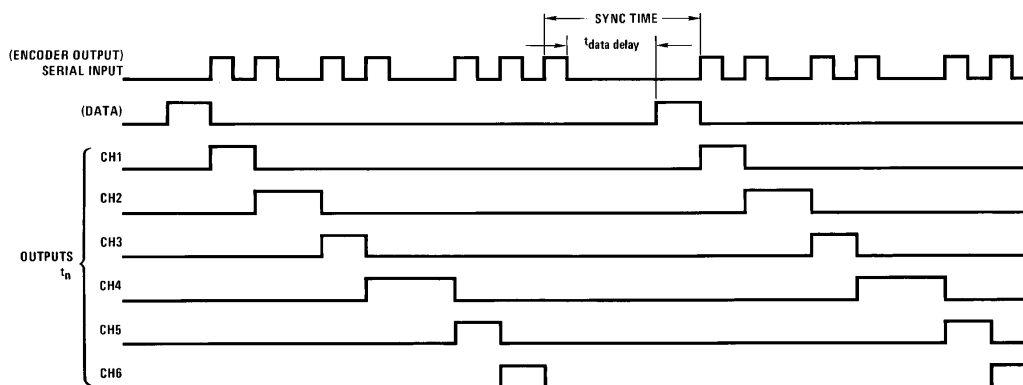 SYNC TIME
tdata delay
(ENCODER OUTPUT)
SERIAL INPUT
(DATA)
CH1
CH2
CH3
OUTPUTS
tn
CH4
CH5
CH6